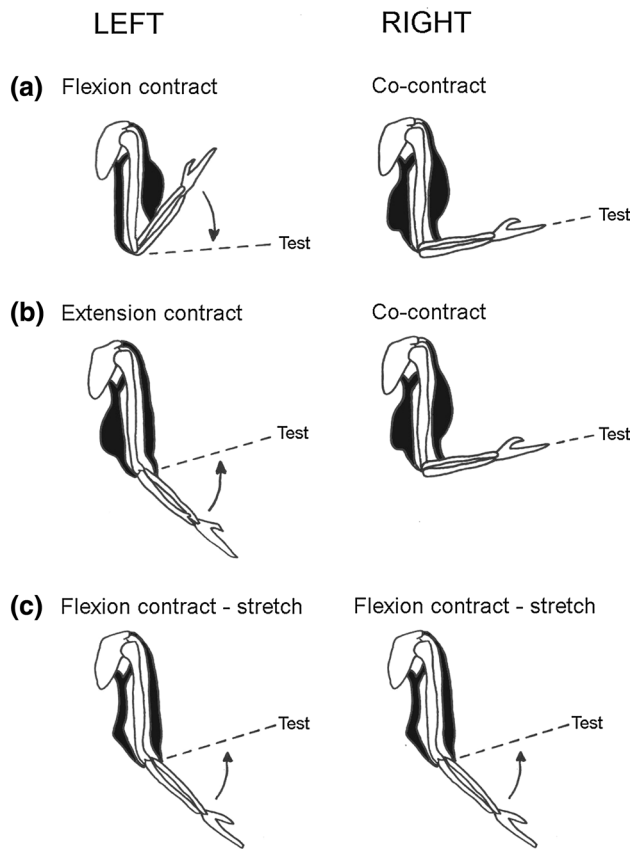 LEFT RIGHT
(a) Flexion contract Co-contract
Test
Test
(b) Extension contract Co-contract
Test
Test
(c) Flexion contract - stretch Flexion contract - stretch
Test
Test